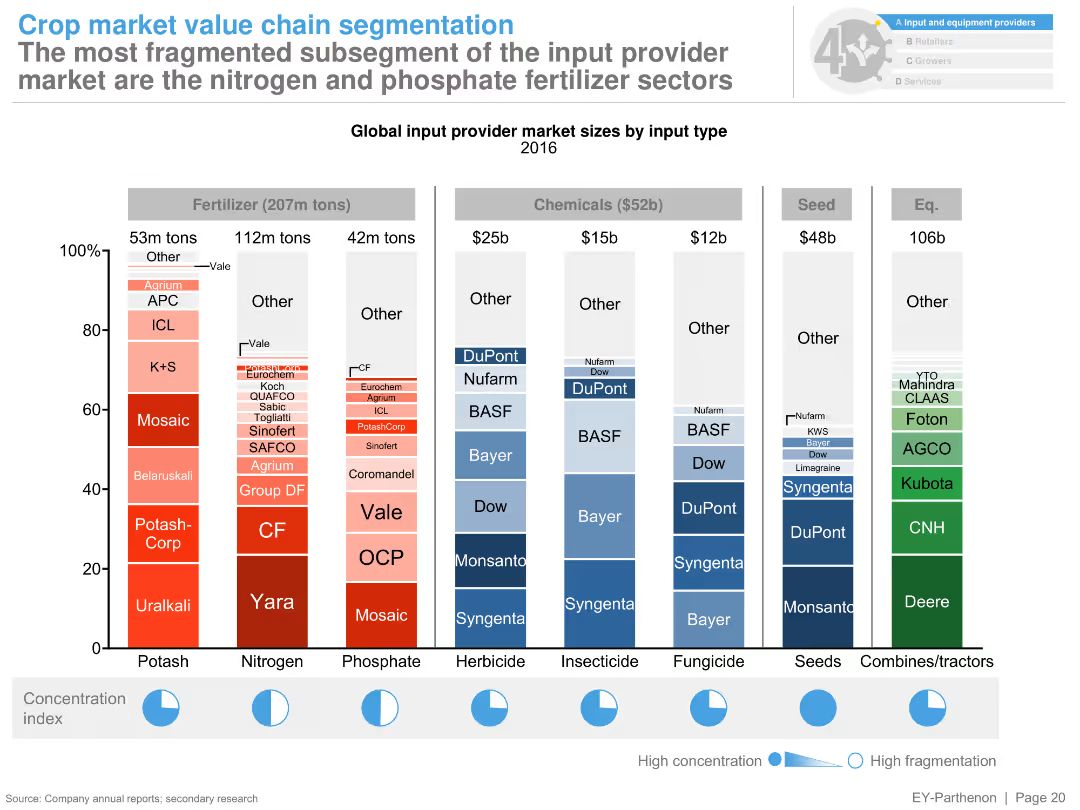 Crop market value chain segmentation
The most fragmented subsegment of the input provider
market are the nitrogen and phosphate fertilizer sectors
4
A Input and equipment providers
B Retailers
C Growers
D Services
Global input provider market sizes by input type
2016
Fertilizer (207m tons)
Chemicals ($52b)
Seed
Eq.
53m tons
112m tons
42m tons
$25b
$15b
$12b
$48b
106b
100%
80
60
40
20
0
Other
Vale
Agrium
APC
ICL
K+S
Mosaic
Belaruskali
Potash-
Corp
Uralkali
Potash
Other
Vale
PotashCorp
Eurochem
Koch
QUAFCO
Sabic
Togliatti
Sinofert
SAFCO
Agrium
Group DF
CF
Yara
Nitrogen
Other
CF
Eurochem
Agrium
ICL
PotashCorp
Sinofert
Coromandel
Vale
OCP
Mosaic
Phosphate
Other
DuPont
Nufarm
BASF
Bayer
Dow
Monsanto
Syngenta
Herbicide
Other
Nufarm
Dow
DuPont
BASF
Bayer
Syngenta
Insecticide
Other
Nufarm
BASF
Dow
DuPont
Syngenta
Bayer
Fungicide
Other
Nufarm
KWS
Bayer
Dow
Limagraine
Syngenta
DuPont
Monsanto
Seeds
Other
YTO
Mahindra
CLAAS
Foton
AGCO
Kubota
CNH
Deere
Combines/tractors
Concentration
index
High concentration
High fragmentation
Source: Company annual reports; secondary research
EY-Parthenon | Page 20